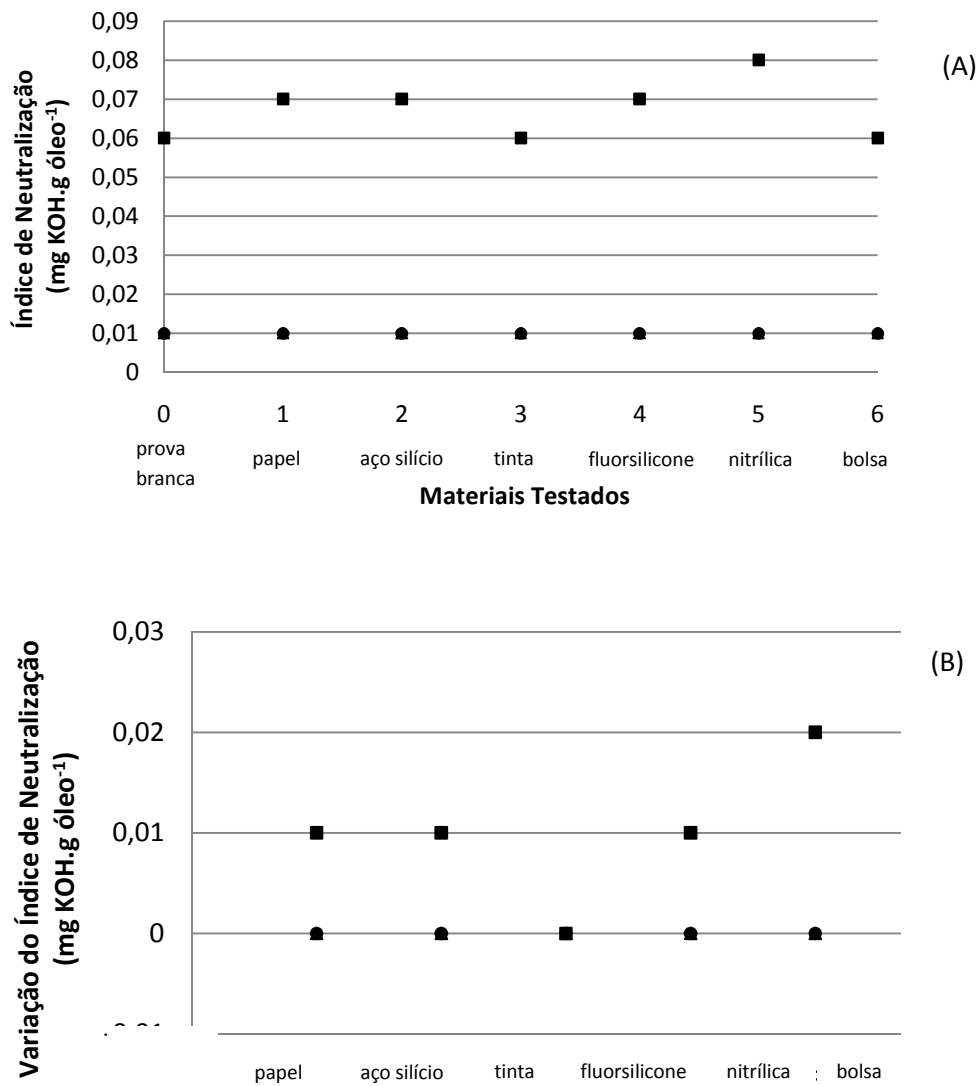 (A)
Índice de Neutralização
(mg KOH.g óleo⁻¹)
0,09
0,08
0,07
0,06
0,05
0,04
0,03
0,02
0,01
0
0 1 2 3 4 5 6
prova branca papel aço silício tinta fluorsilicone nitrílica bolsa
Materiais Testados
(B)
Variação do Índice de Neutralização
(mg KOH.g óleo⁻¹)
0,03
0,02
0,01
0
papel aço silício tinta fluorsilicone nitrílica : bolsa